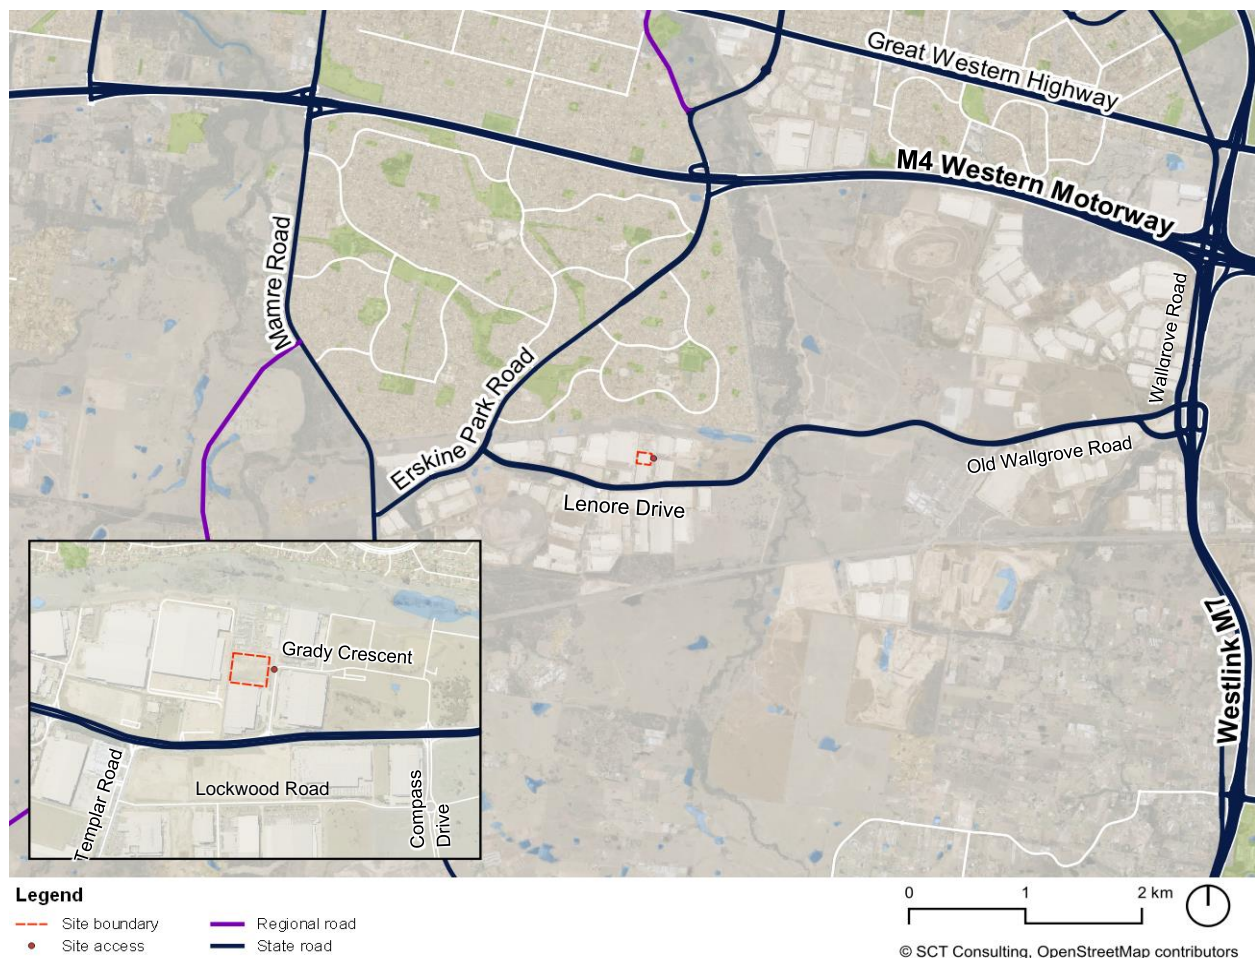 Great Western Highway
M4 Western Motorway
Mamre Road
Wallgrove Road
Erskine Park Road
Old Wallgrove Road
Lenore Drive
Westlink M7
Grady Crescent
Lockwood Road
Templar Road
Compass
Drive
Legend
Site boundary
Regional road
Site access
State road
0 1 2 km
© SCT Consulting, OpenStreetMap contributors